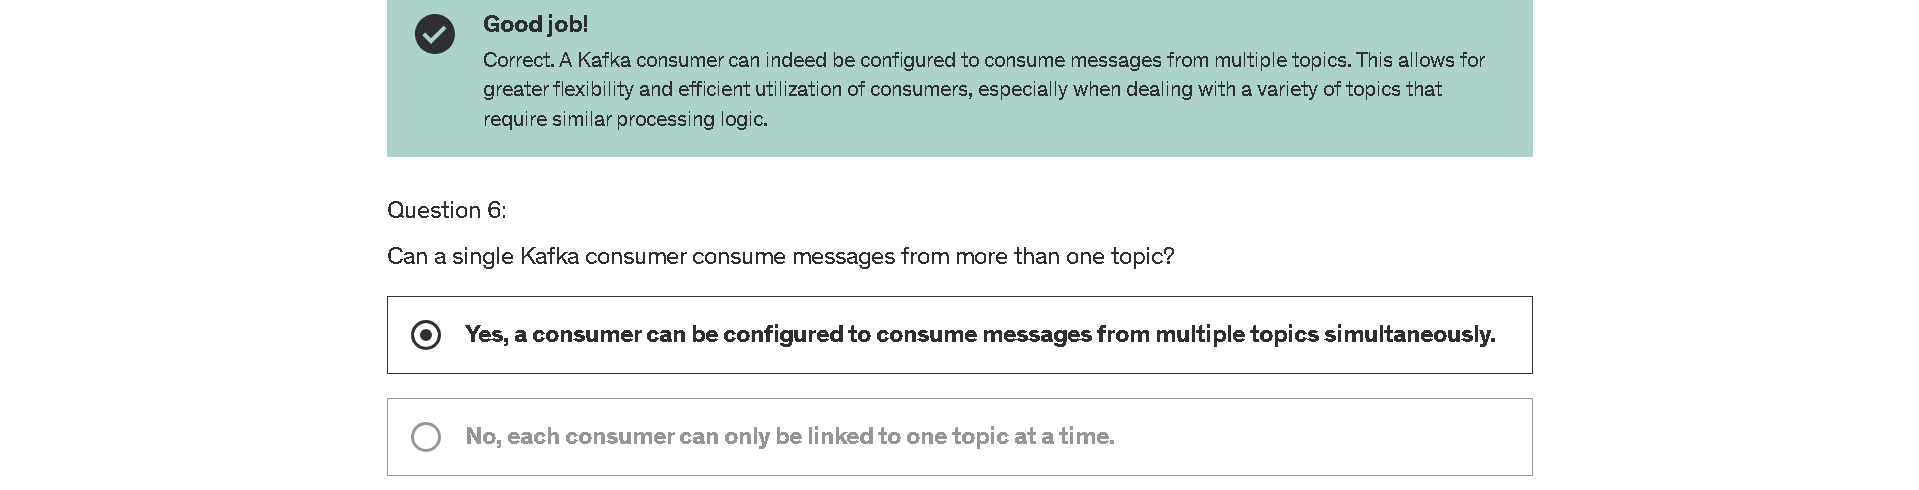 Good job!
Correct. A Kafka consumer can indeed be configured to consume messages from multiple topics. This allows for
greater flexibility and efficient utilization of consumers, especially when dealing with a variety of topics that
require similar processing logic.
Question 6:
Can a single Kafka consumer consume messages from more than one topic?
Yes, a consumer can be configured to consume messages from multiple topics simultaneously.
No, each consumer can only be linked to one topic at a time.